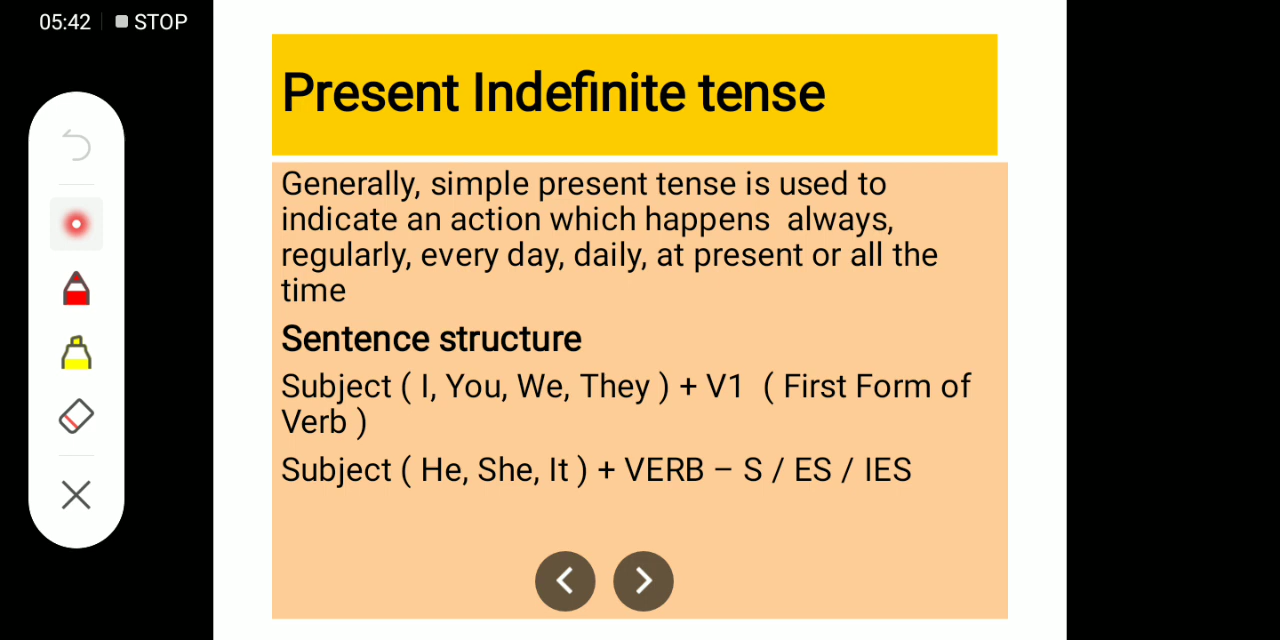 05:42 STOP
Present Indefinite tense
Generally, simple present tense is used to
indicate an action which happens  always,
regularly, every day, daily, at present or all the
time
Sentence structure
Subject ( I, You, We, They ) + V1  ( First Form of
Verb )
Subject ( He, She, It ) + VERB – S / ES / IES